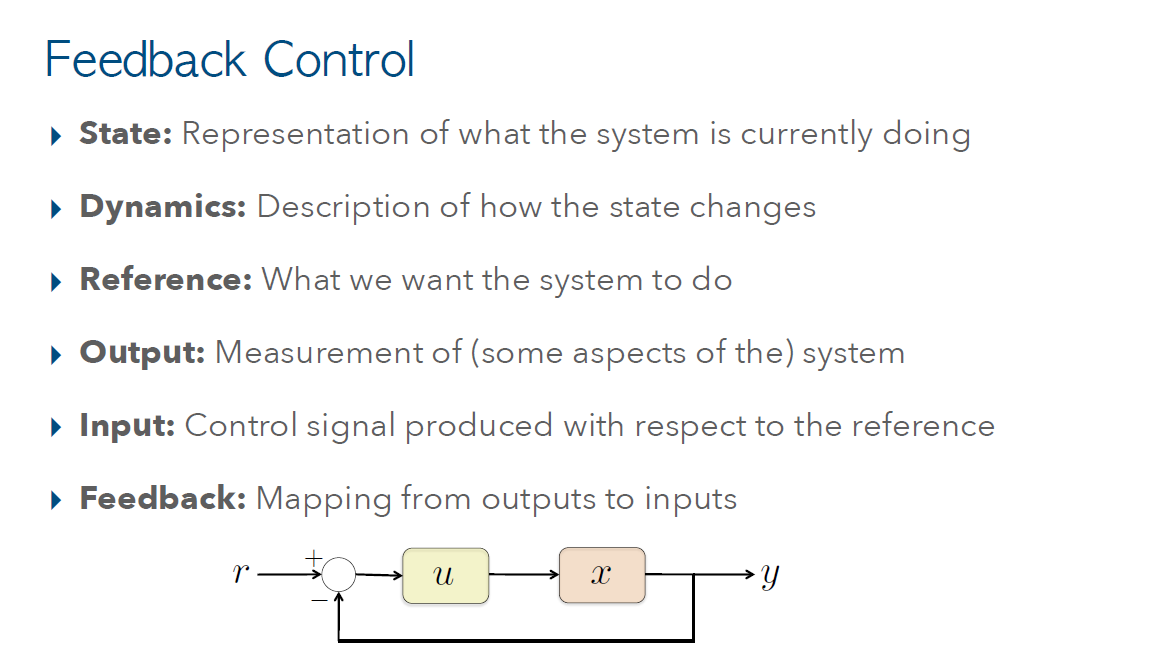 Feedback Control
State: Representation of what the system is currently doing
Dynamics: Description of how the state changes
Reference: What we want the system to do
Output: Measurement of (some aspects of the) system
Input: Control signal produced with respect to the reference
Feedback: Mapping from outputs to inputs
r + − u x y